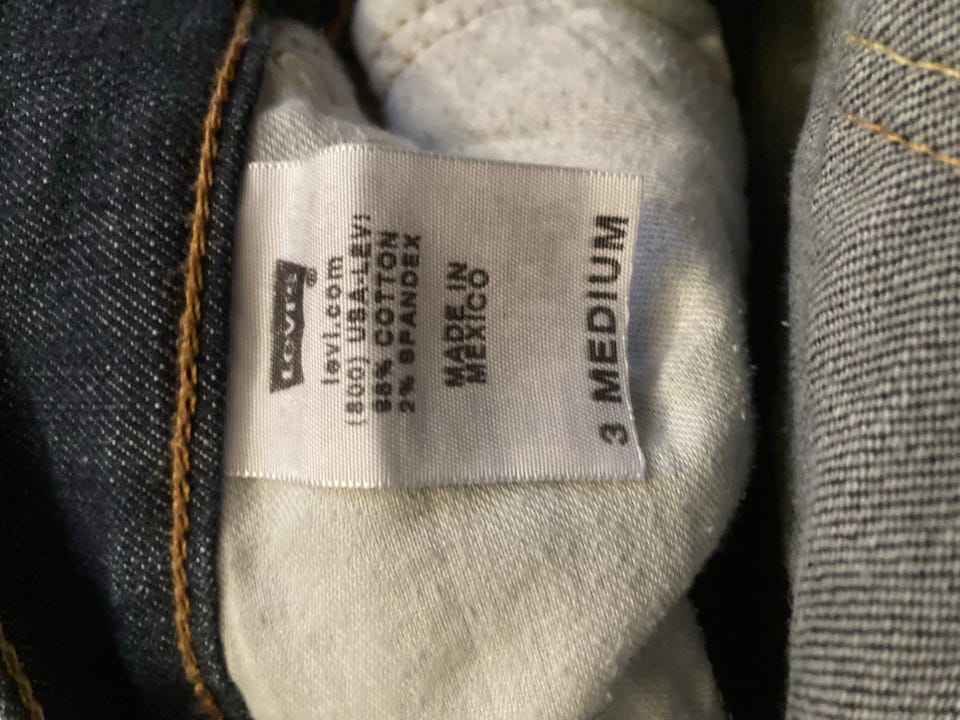 Levi's®
levi.com
(800) USA-LEVI
98% COTTON
2% SPANDEX
MADE IN
MEXICO
3 MEDIUM